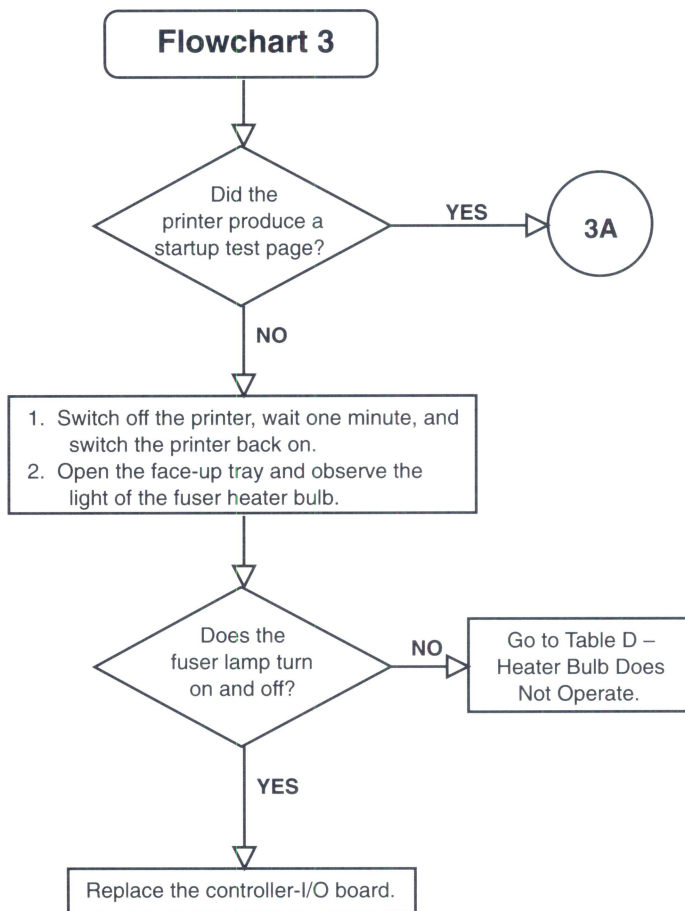 Flowchart 3
Did the
printer produce a
startup test page?
YES
3A
NO
1. Switch off the printer, wait one minute, and
switch the printer back on.
2. Open the face-up tray and observe the
light of the fuser heater bulb.
Does the
fuser lamp turn
on and off?
NO
Go to Table D –
Heater Bulb Does
Not Operate.
YES
Replace the controller-I/O board.